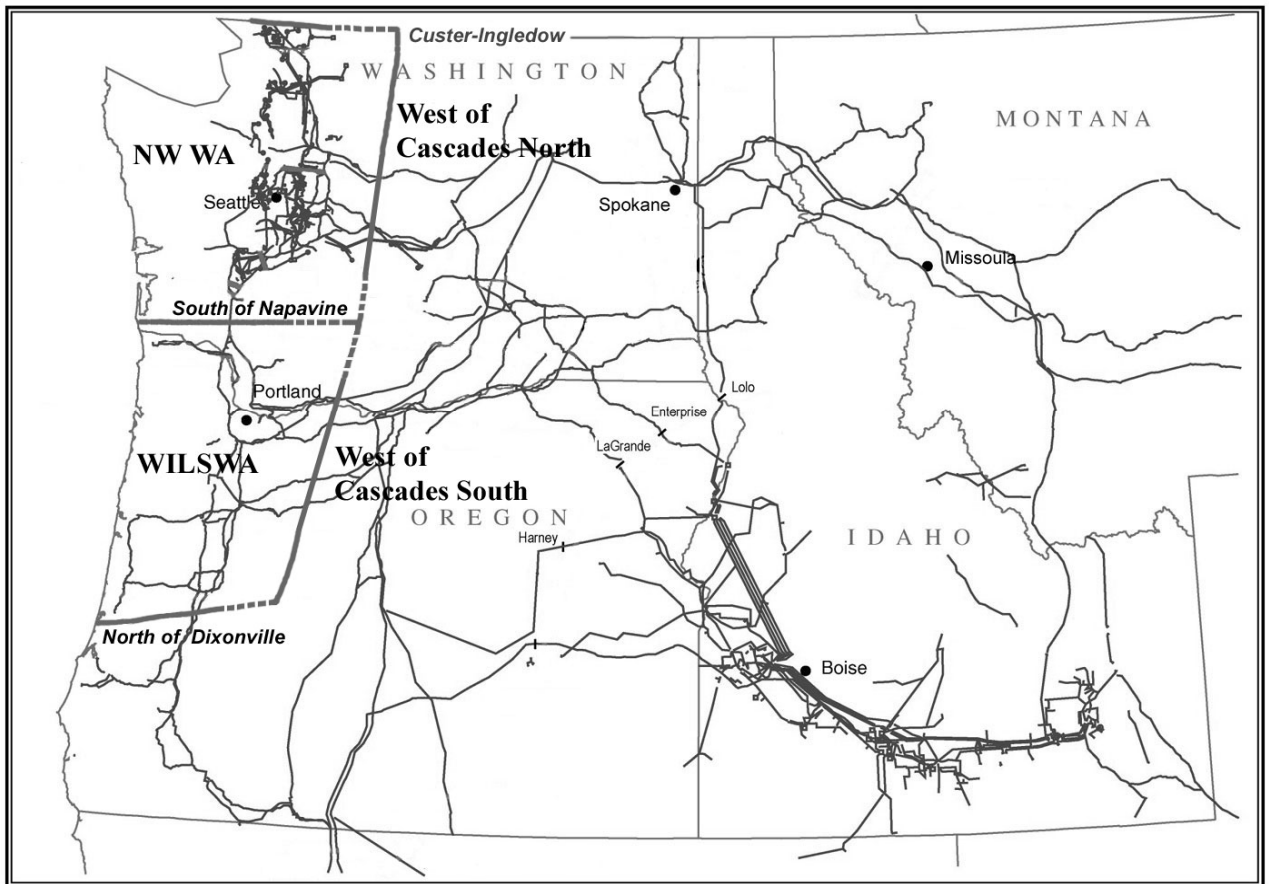 Custer-Ingledow
WASHINGTON
West of
Cascades North
MONTANA
NW WA
Seattle
Spokane
Missoula
South of Napavine
Portland
Lolo
Enterprise
LaGrande
WILSWA
West of
Cascades South
OREGON
Harney
IDAHO
North of Dixonville
Boise